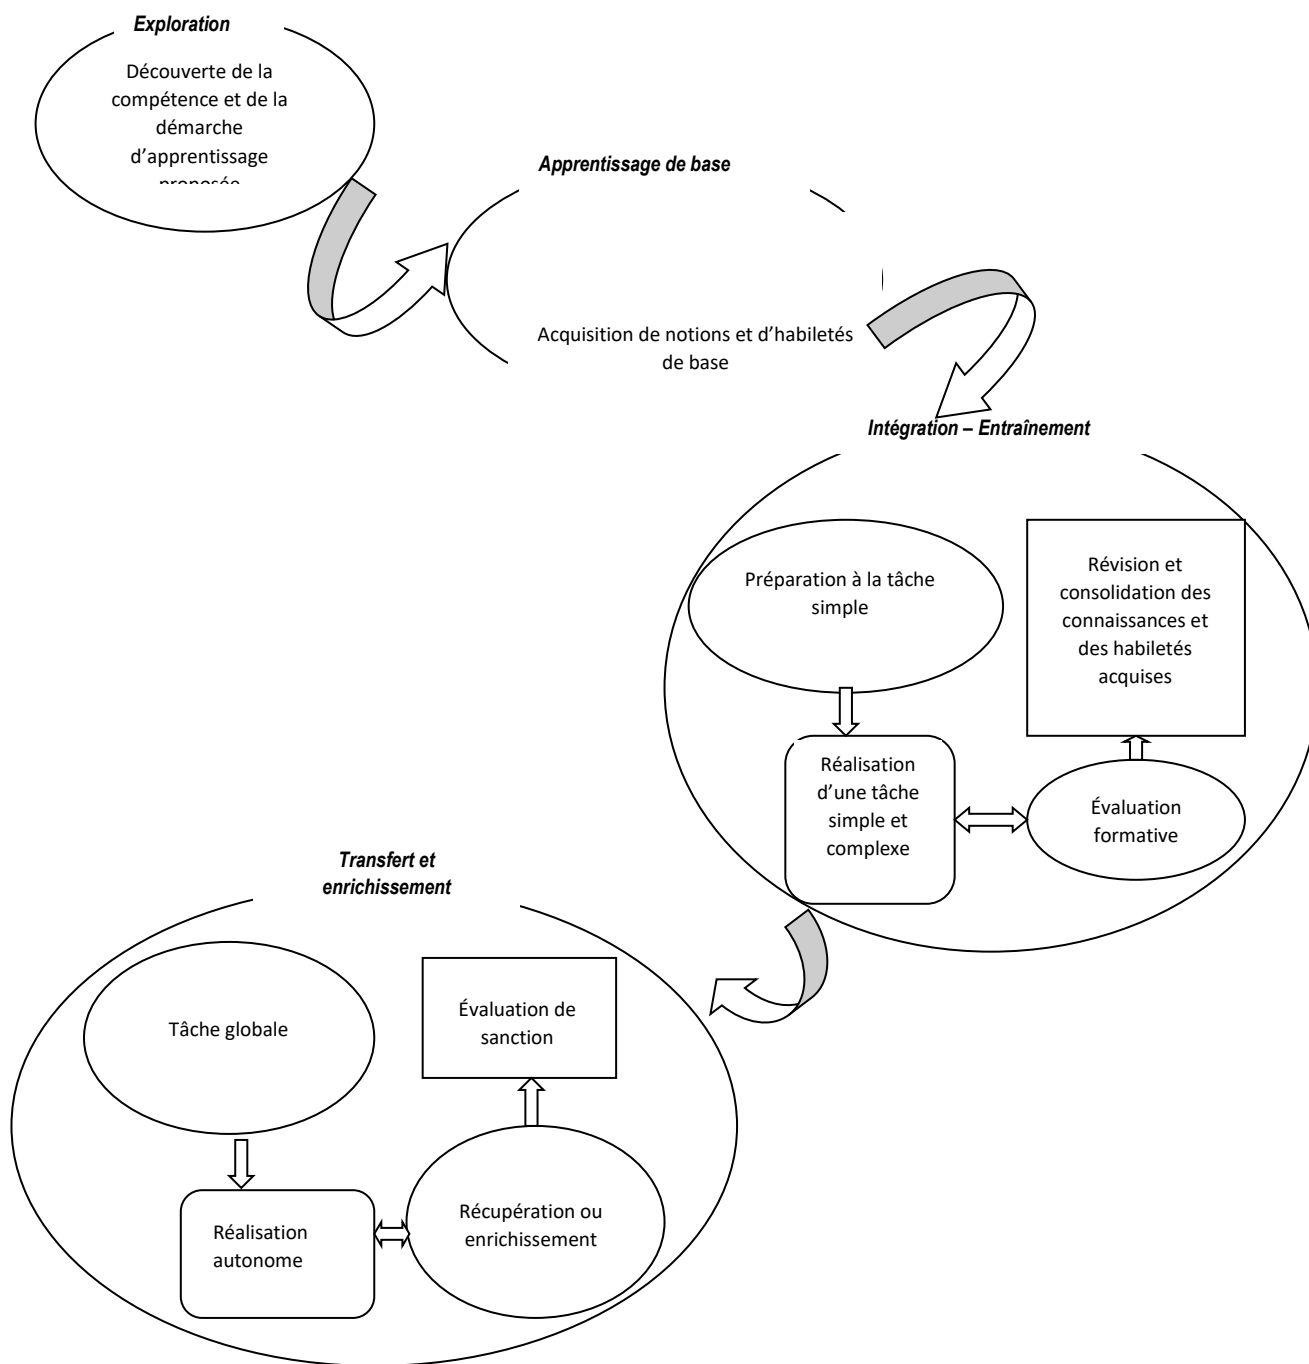 Exploration
Découverte de la
compétence et de la
démarche
d’apprentissage
proposée
Apprentissage de base
Acquisition de notions et d’habiletés
de base
Intégration – Entraînement
Préparation à la tâche
simple
Révision et
consolidation des
connaissances et
des habiletés
acquises
Réalisation
d’une tâche
simple et
complexe
Évaluation
formative
Transfert et
enrichissement
Tâche globale
Évaluation de
sanction
Réalisation
autonome
Récupération ou
enrichissement